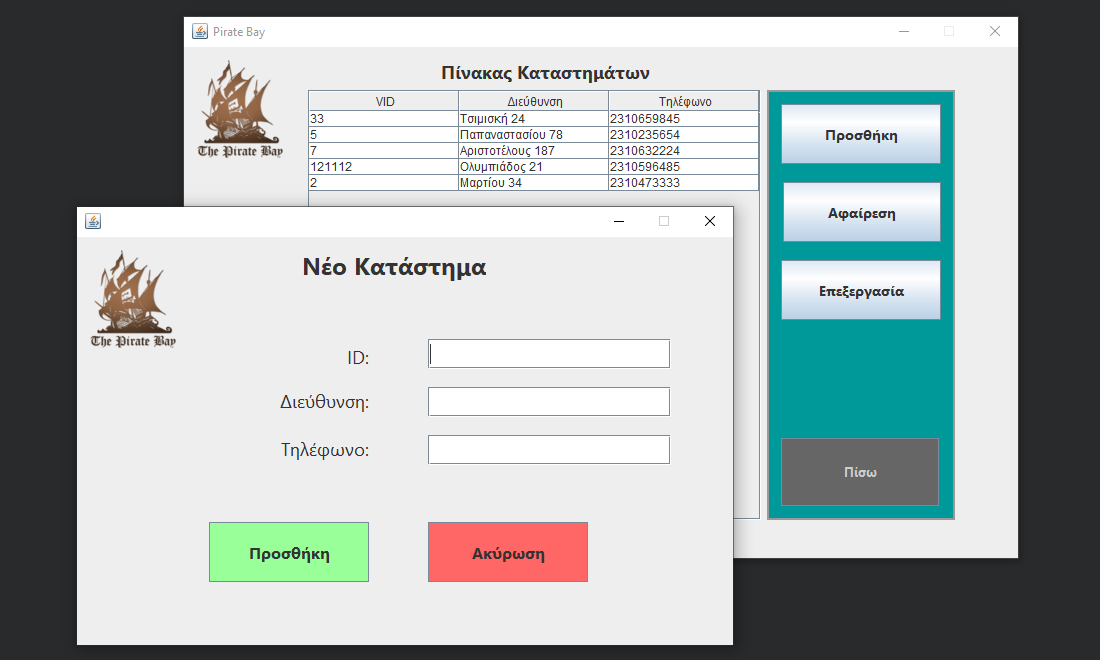 Pirate Bay
The Pirate Bay
Πίνακας Καταστημάτων
VID Διεύθυνση Τηλέφωνο
33 Τσιμισκή 24 2310659845
5 Παπαναστασίου 78 2310235654
7 Αριστοτέλους 187 2310632224
121112 Ολυμπιάδος 21 2310596485
2 Μαρτίου 34 2310473333
Προσθήκη
Αφαίρεση
Επεξεργασία
Πίσω
The Pirate Bay
Νέο Κατάστημα
ID:
Διεύθυνση:
Τηλέφωνο:
Προσθήκη Ακύρωση